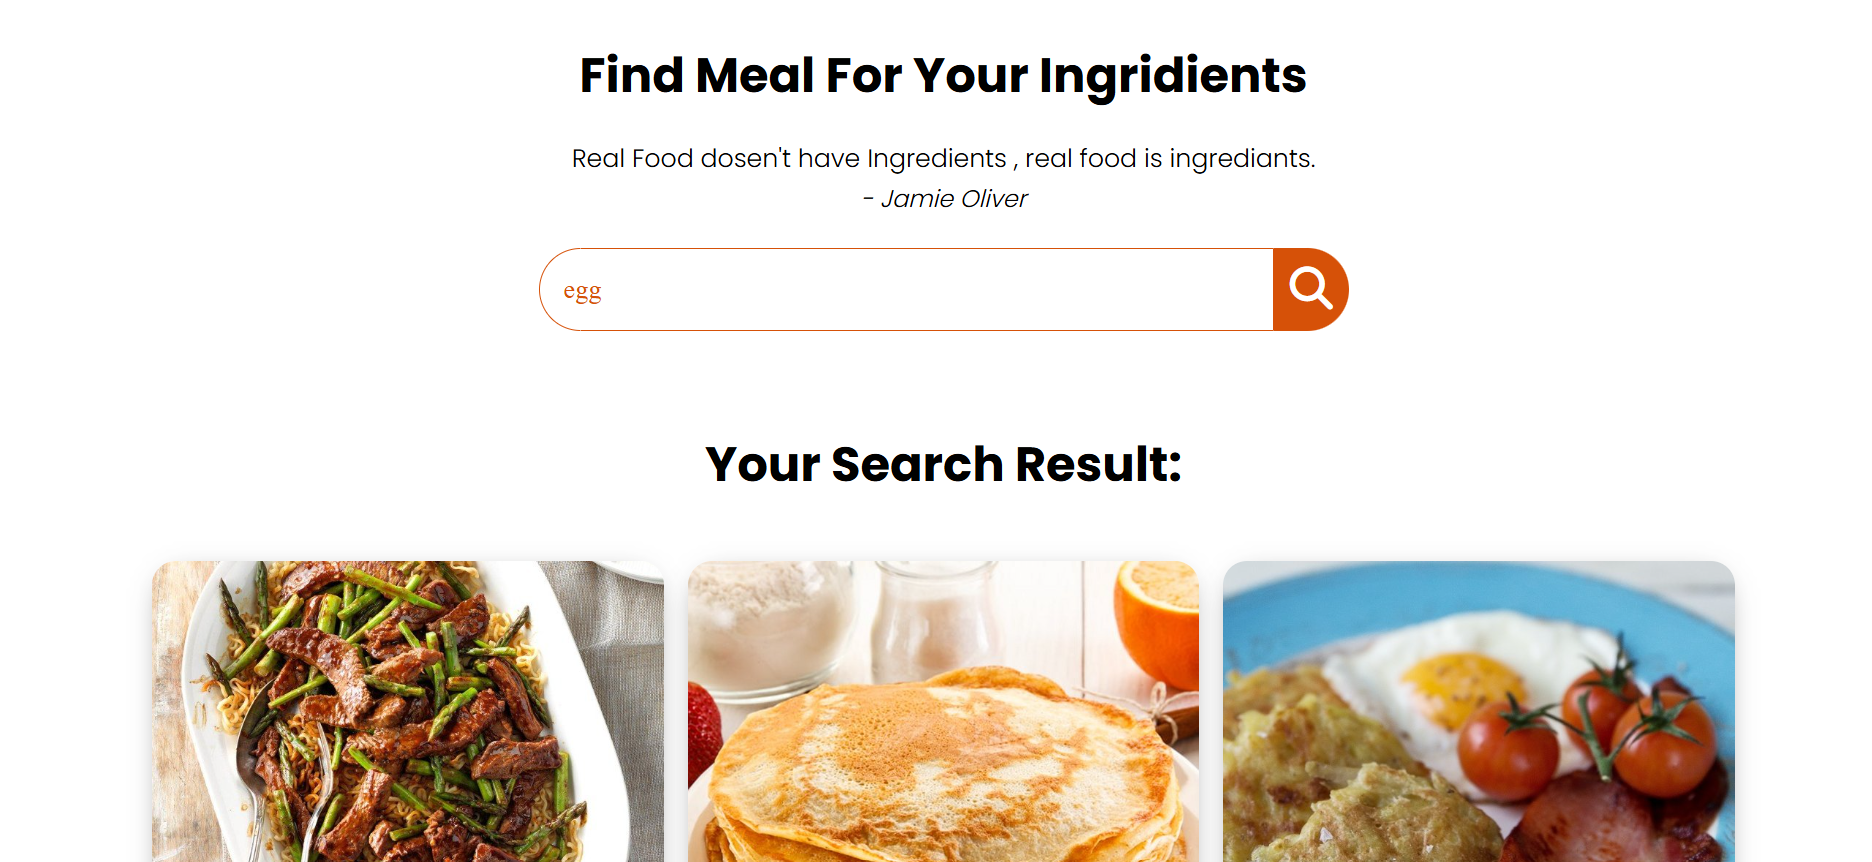 Find Meal For Your Ingridients
Real Food dosen't have Ingredients , real food is ingrediants.
- Jamie Oliver
egg
Your Search Result: